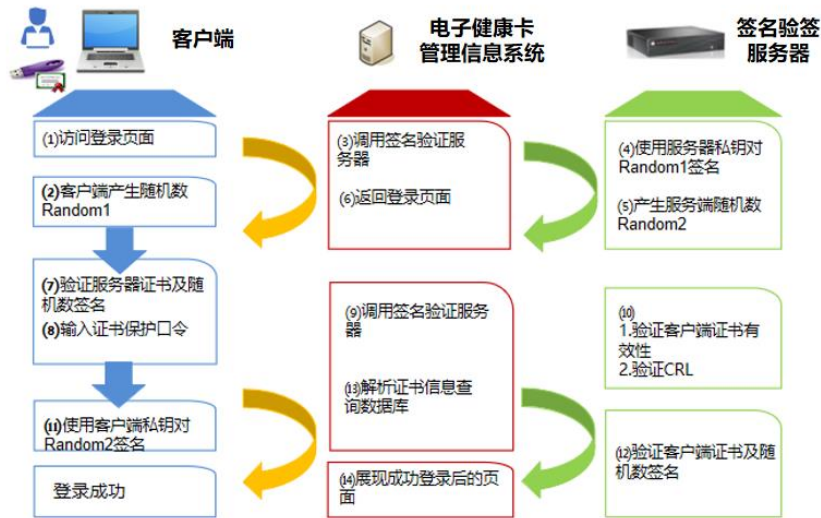 客户端
电子健康卡
管理信息系统
签名验签
服务器
(1)访问登录页面
(2)客户端产生随机数
Random1
(7)验证服务器证书及随
机数签名
(8)输入证书保护口令
(11)使用客户端私钥对
Random2签名
登录成功
(3)调用签名验证服
务器
(6)返回登录页面
(9)调用签名验证服务
器
(13)解析证书信息查
询数据库
(14)展现成功登录后的页
面
(4)使用服务器私钥对
Random1签名
(5)产生服务端随机数
Random2
(10)
1.验证客户端证书有
效性
2.验证CRL
(12)验证客户端证书及随
机数签名